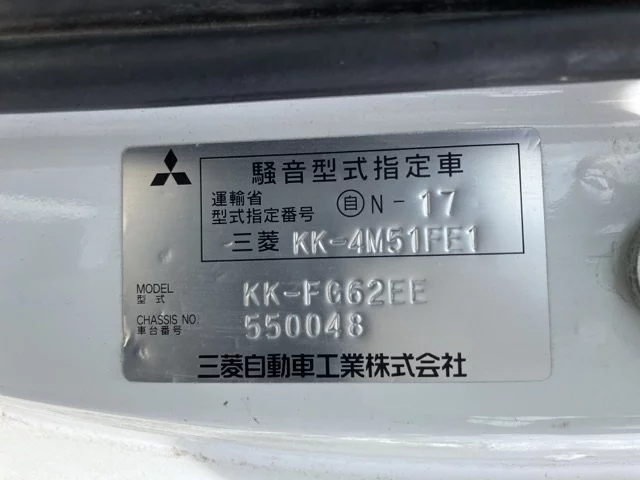 騒音型式指定車
運輸省
型式指定番号 ㊀N-17
三菱 KK-4M51FE1
MODEL
型式
KK-FG62EE
CHASSIS NO.
車台番号
550048
三菱自動車工業株式会社